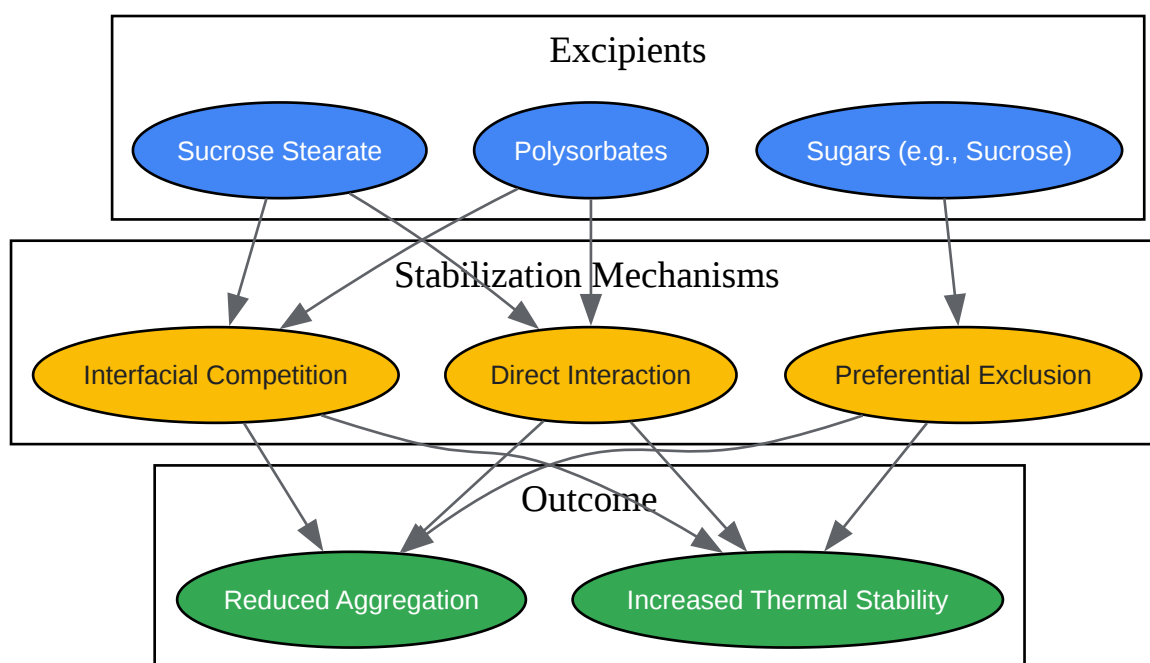 Excipients
Sucrose Stearate
Polysorbates
Sugars (e.g., Sucrose)
Stabilization Mechanisms
Interfacial Competition
Direct Interaction
Preferential Exclusion
Outcome
Reduced Aggregation
Increased Thermal Stability